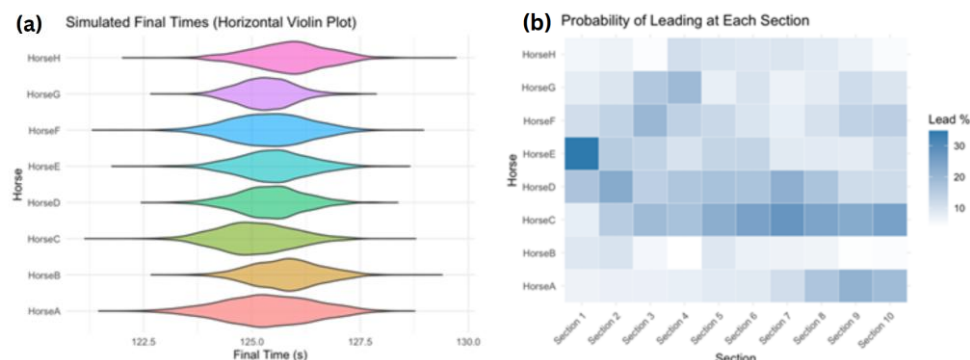 (a) Simulated Final Times (Horizontal Violin Plot)
HorseH
HorseG
HorseF
HorseE
HorseD
HorseC
HorseB
HorseA
Horse
122.5 125.0 127.5 130.0
Final Time (s)
(b) Probability of Leading at Each Section
HorseH
HorseG
HorseF
HorseE
HorseD
HorseC
HorseB
HorseA
Horse
Section 1 Section 2 Section 3 Section 4 Section 5 Section 6 Section 7 Section 8 Section 9 Section 10
Section
Lead %
30
20
10